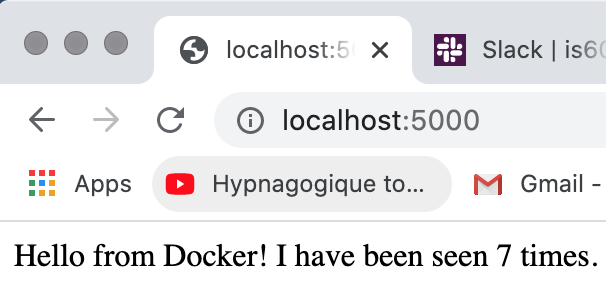 localhost:5 Slack | is6
localhost:5000
Apps Hypnagogique to... Gmail -
Hello from Docker! I have been seen 7 times.